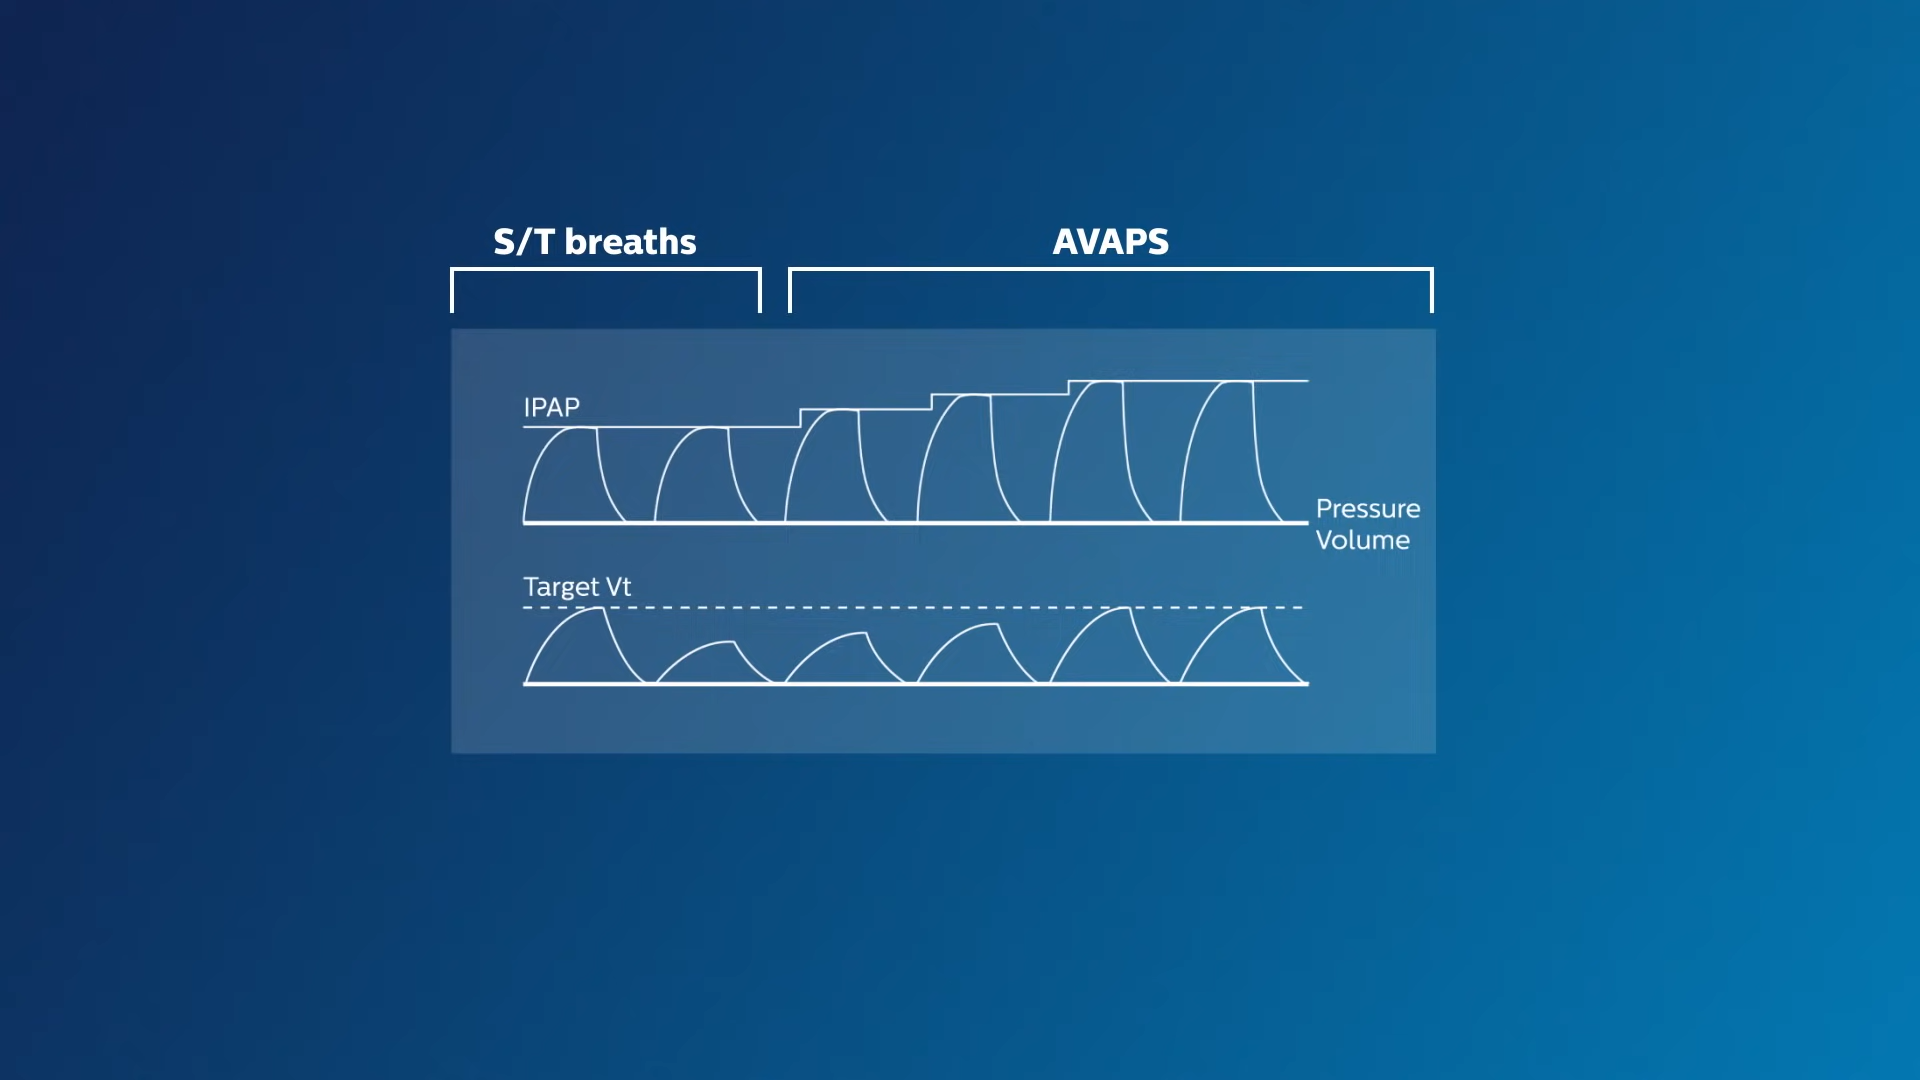 S/T breaths
AVAPS
IPAP
Pressure
Volume
Target Vt